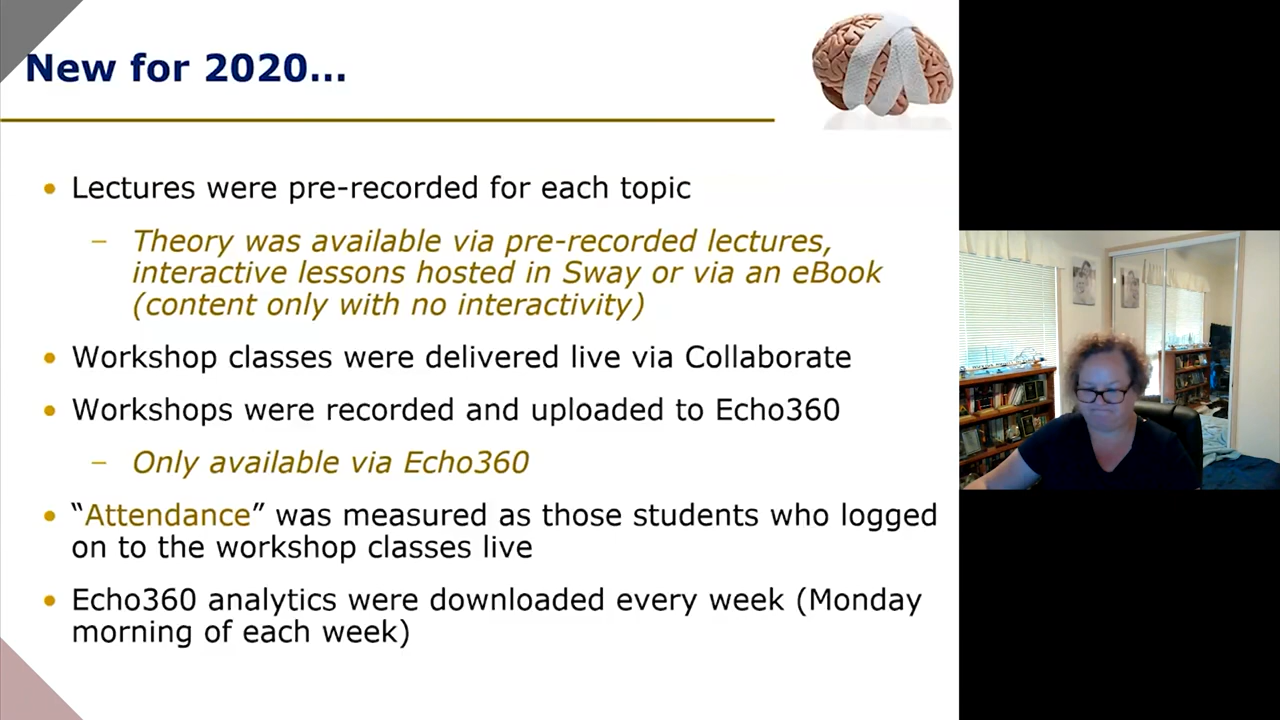 New for 2020...
• Lectures were pre-recorded for each topic
– Theory was available via pre-recorded lectures,
interactive lessons hosted in Sway or via an eBook
(content only with no interactivity)
• Workshop classes were delivered live via Collaborate
• Workshops were recorded and uploaded to Echo360
– Only available via Echo360
• “Attendance” was measured as those students who logged
on to the workshop classes live
• Echo360 analytics were downloaded every week (Monday
morning of each week)